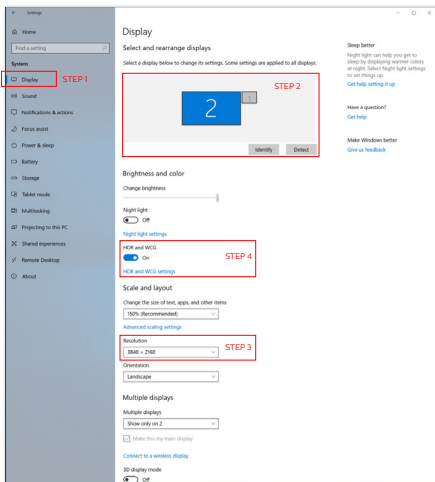 Settings
Home
Find a setting
System
Display
STEP 1
Sound
Notifications & actions
Focus assist
Power & sleep
Battery
Storage
Tablet mode
Multitasking
Projecting to this PC
Shared experiences
Remote Desktop
About
Display
Select and rearrange displays
Select a display below to change its settings. Some settings are applied to all displays.
STEP 2
2
1
Identify
Detect
Brightness and color
Change brightness
Night light
Off
Night light settings
HDR and WCG
On
STEP 4
HDR and WCG settings
Scale and layout
Change the size of text, apps, and other items
150% (Recommended)
Advanced scaling settings
Resolution
3840 × 2160
STEP 3
Orientation
Landscape
Multiple displays
Multiple displays
Show only on 2
Make this my main display
Connect to a wireless display
3D display mode
Off
Sleep better
Night light can help you get to
sleep by displaying warmer colors
at night. Select Night light settings
to set things up.
Get help setting it up
Have a question?
Get help
Make Windows better
Give us feedback